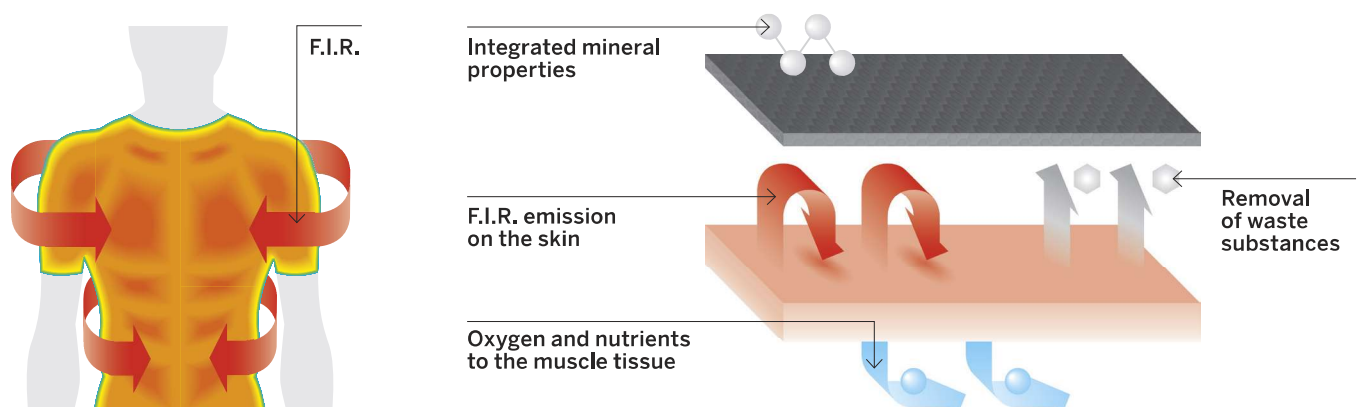 F.I.R.
Integrated mineral
properties
F.I.R. emission
on the skin
Removal
of waste
substances
Oxygen and nutrients
to the muscle tissue